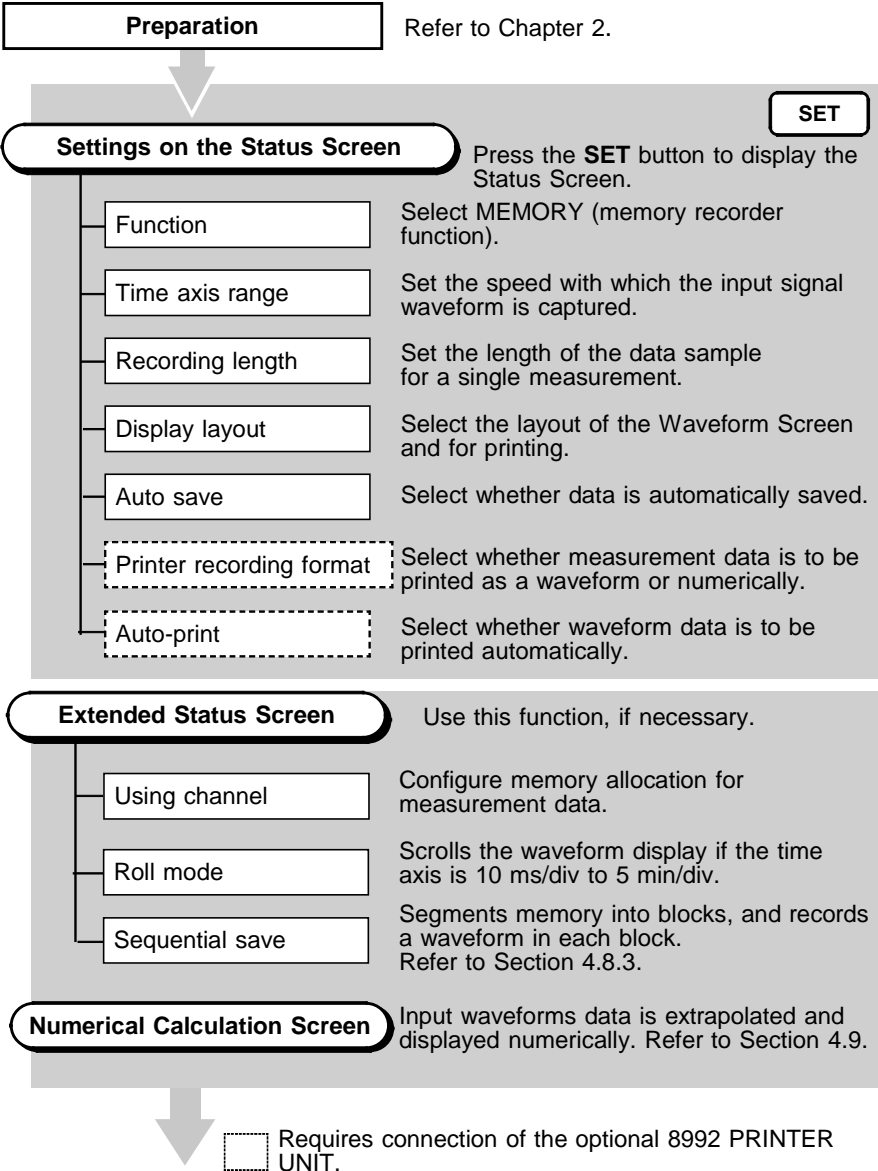 Preparation
Refer to Chapter 2.
SET
Settings on the Status Screen
Press the SET button to display the
Status Screen.
Function
Select MEMORY (memory recorder
function).
Time axis range
Set the speed with which the input signal
waveform is captured.
Recording length
Set the length of the data sample
for a single measurement.
Display layout
Select the layout of the Waveform Screen
and for printing.
Auto save
Select whether data is automatically saved.
Printer recording format
Select whether measurement data is to be
printed as a waveform or numerically.
Auto-print
Select whether waveform data is to be
printed automatically.
Extended Status Screen
Use this function, if necessary.
Using channel
Configure memory allocation for
measurement data.
Roll mode
Scrolls the waveform display if the time
axis is 10 ms/div to 5 min/div.
Sequential save
Segments memory into blocks, and records
a waveform in each block.
Refer to Section 4.8.3.
Numerical Calculation Screen
Input waveforms data is extrapolated and
displayed numerically. Refer to Section 4.9.
Requires connection of the optional 8992 PRINTER
UNIT.